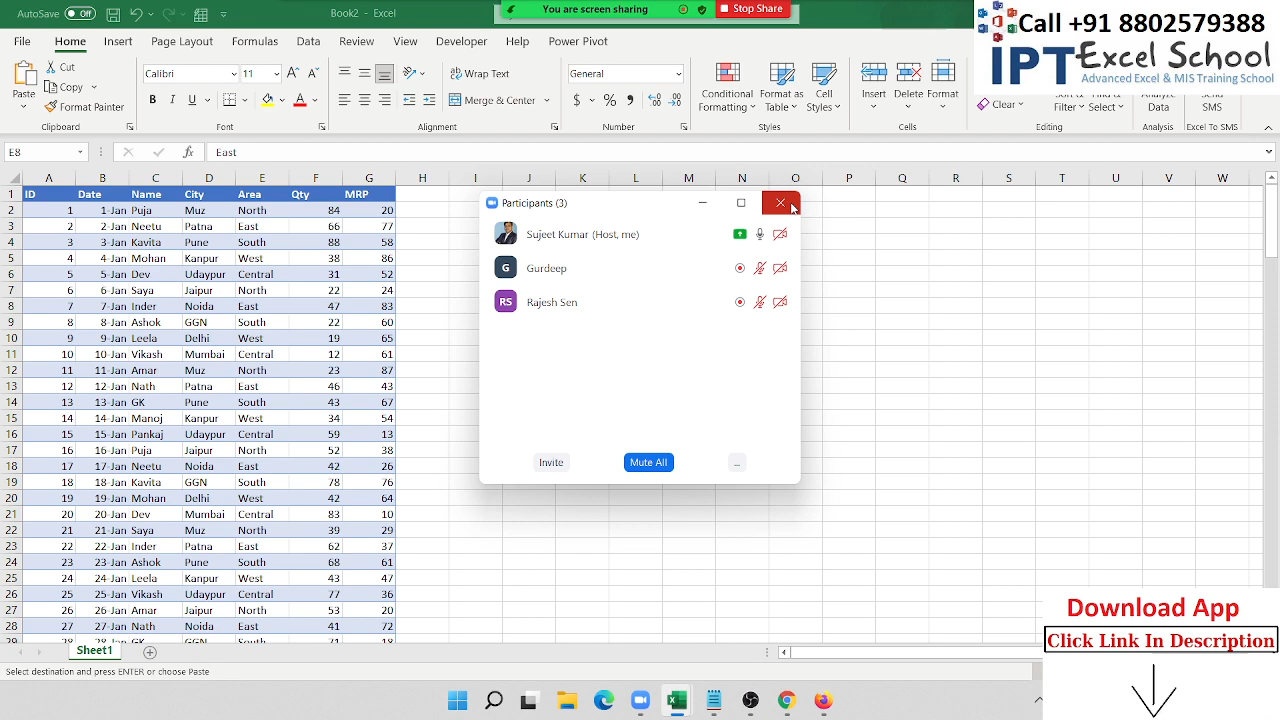 AutoSave Off
Book2 - Excel
You are screen sharing
Stop Share
Call +91 8802579388
IPT Excel School
Advanced Excel & MIS Training School
File Home Insert Page Layout Formulas Data Review View Developer Help Power Pivot
Paste
Cut
Copy
Format Painter
Calibri 11
B I U
Wrap Text
Merge & Center
General
$ % ,
Conditional Formatting
Format as Table
Cell Styles
Insert
Delete
Format
Clear
Filter
Select
Analyze Data
Send SMS
Clipboard Font Alignment Number Styles Cells Editing Analysis Excel To SMS
E8 fx East
A B C D E F G H I J K L M N O P Q R S T U V W
1 ID Date Name City Area Qty MRP
2 1 1-Jan Puja Muz North 84 20
3 2 2-Jan Neetu Patna East 66 77
4 3 3-Jan Kavita Pune South 88 58
5 4 4-Jan Mohan Kanpur West 38 86
6 5 5-Jan Dev Udaypur Central 31 52
7 6 6-Jan Saya Jaipur North 22 24
8 7 7-Jan Inder Noida East 47 83
9 8 8-Jan Ashok GGN South 22 60
10 9 9-Jan Leela Delhi West 19 65
11 10 10-Jan Vikash Mumbai Central 12 61
12 11 11-Jan Amar Muz North 23 87
13 12 12-Jan Nath Patna East 46 43
14 13 13-Jan GK Pune South 43 67
15 14 14-Jan Manoj Kanpur West 34 54
16 15 15-Jan Pankaj Udaypur Central 59 13
17 16 16-Jan Puja Jaipur North 52 38
18 17 17-Jan Neetu Noida East 42 26
19 18 18-Jan Kavita GGN South 78 76
20 19 19-Jan Mohan Delhi West 42 64
21 20 20-Jan Dev Mumbai Central 83 10
22 21 21-Jan Saya Muz North 39 29
23 22 22-Jan Inder Patna East 62 37
24 23 23-Jan Ashok Pune South 68 61
25 24 24-Jan Leela Kanpur West 43 47
26 25 25-Jan Vikash Udaypur Central 77 36
27 26 26-Jan Amar Jaipur North 53 20
28 27 27-Jan Nath Noida East 41 72
29 28 28-Jan GK GGN South 71 18
Participants (3)
Sujeet Kumar (Host, me)
G Gurdeep
RS Rajesh Sen
Invite
Mute All
...
Download App
Click Link In Description
Sheet1
Select destination and press ENTER or choose Paste